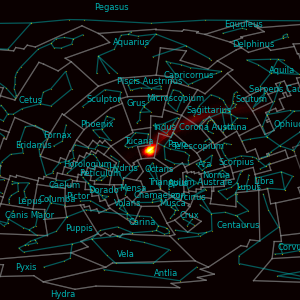 Pegasus
Equuleus
Aquarius
Delphinus
Aquila
Capricornus
Piscis Austrinus
Serpens Cauda
Cetus
Sculptor
Grus
Microscopium
Scutum
Sagittarius
Phoenix
Indus
Corona Austrina
Ophiuchus
Fornax
Eridanus
Tucana
Pavo
Telescopium
Horologium
Hydrus
Octans
Ara
Scorpius
Reticulum
Norma
Caelum
Dorado
Mensa
Triangulum Australe
Lupus
Libra
Lepus
Columba
Pictor
Volans
Chamaeleon
Musca
Circinus
Canis Major
Crux
Carina
Puppis
Centaurus
Vela
Corvus
Pyxis
Antlia
Hydra